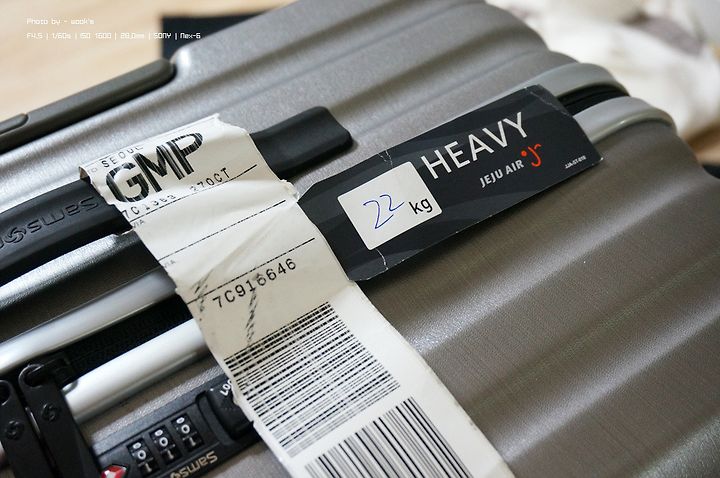 Photo by - wook's
F4.5 | 1/60s | ISO 1600 | 28.0mm | SONY | Nex-6
SEOUL
GMP
27OCT
VIA
7C916646
HEAVY
JEJU AIR
22 kg